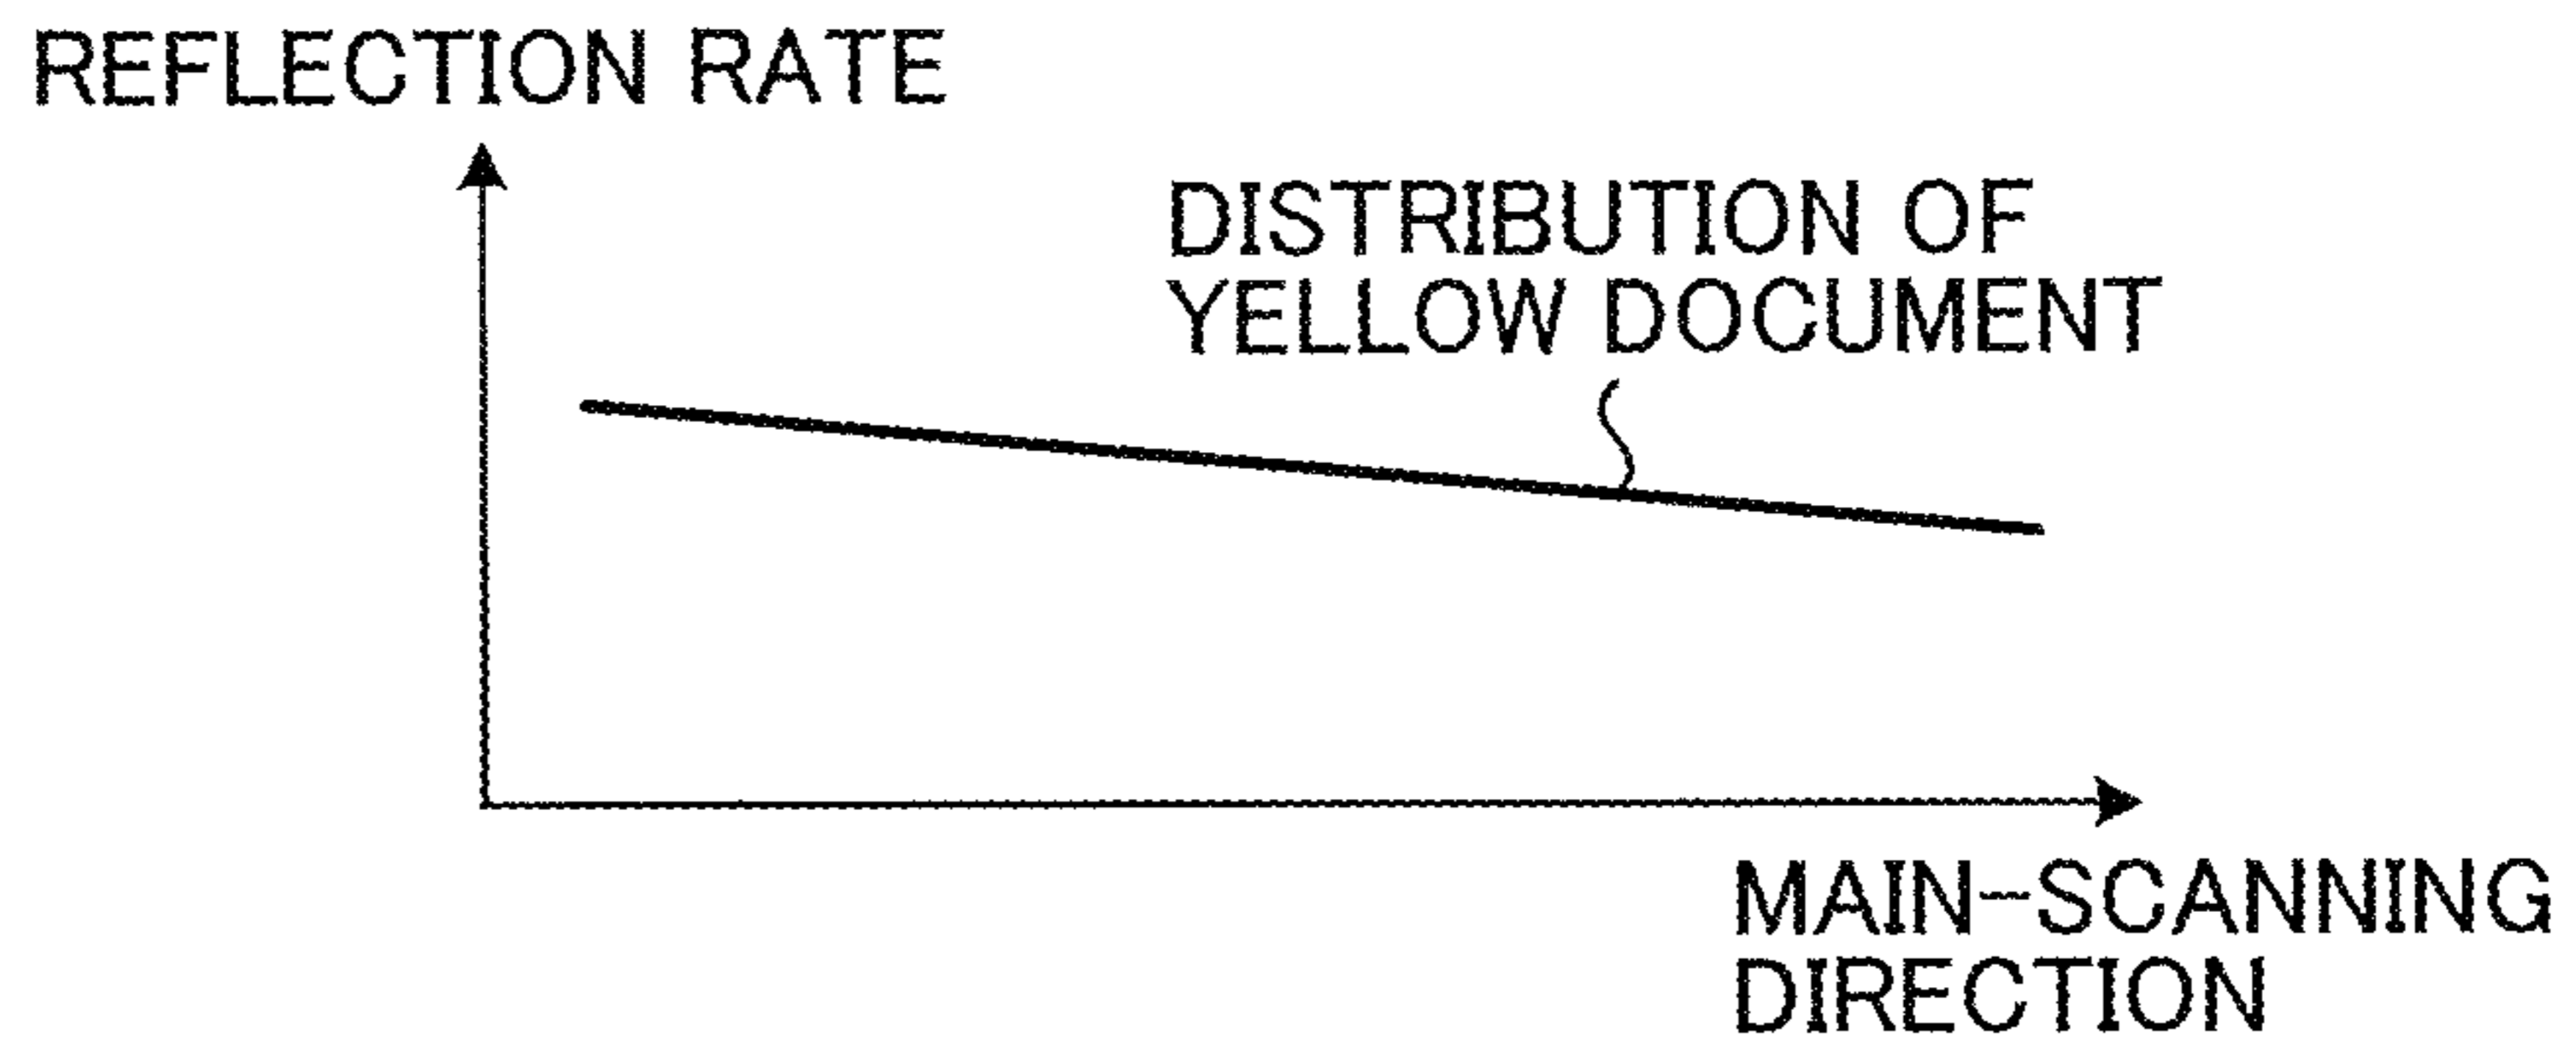 REFLECTION RATE
DISTRIBUTION OF
YELLOW DOCUMENT
MAIN-SCANNING
DIRECTION